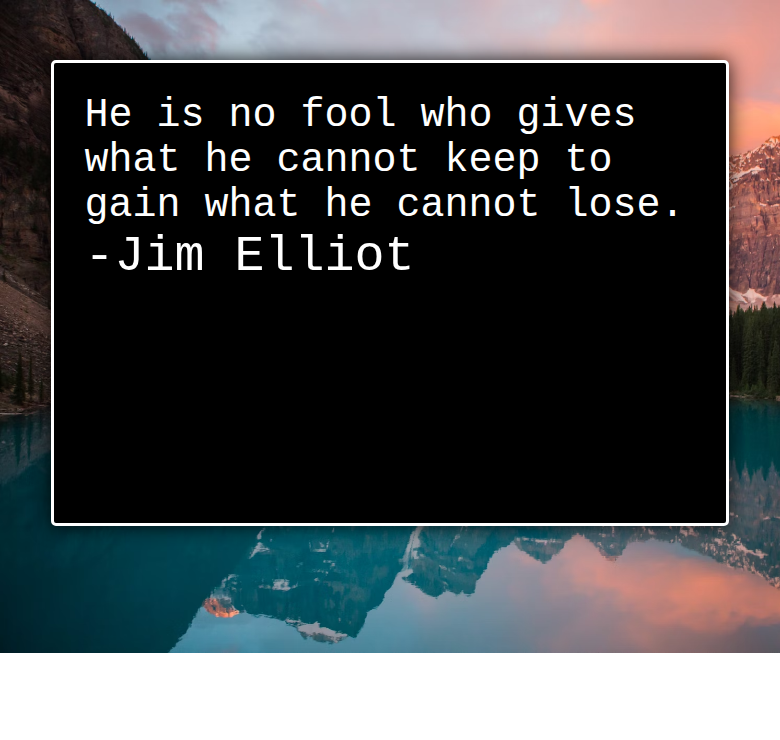 He is no fool who gives
what he cannot keep to
gain what he cannot lose.
-Jim Elliot